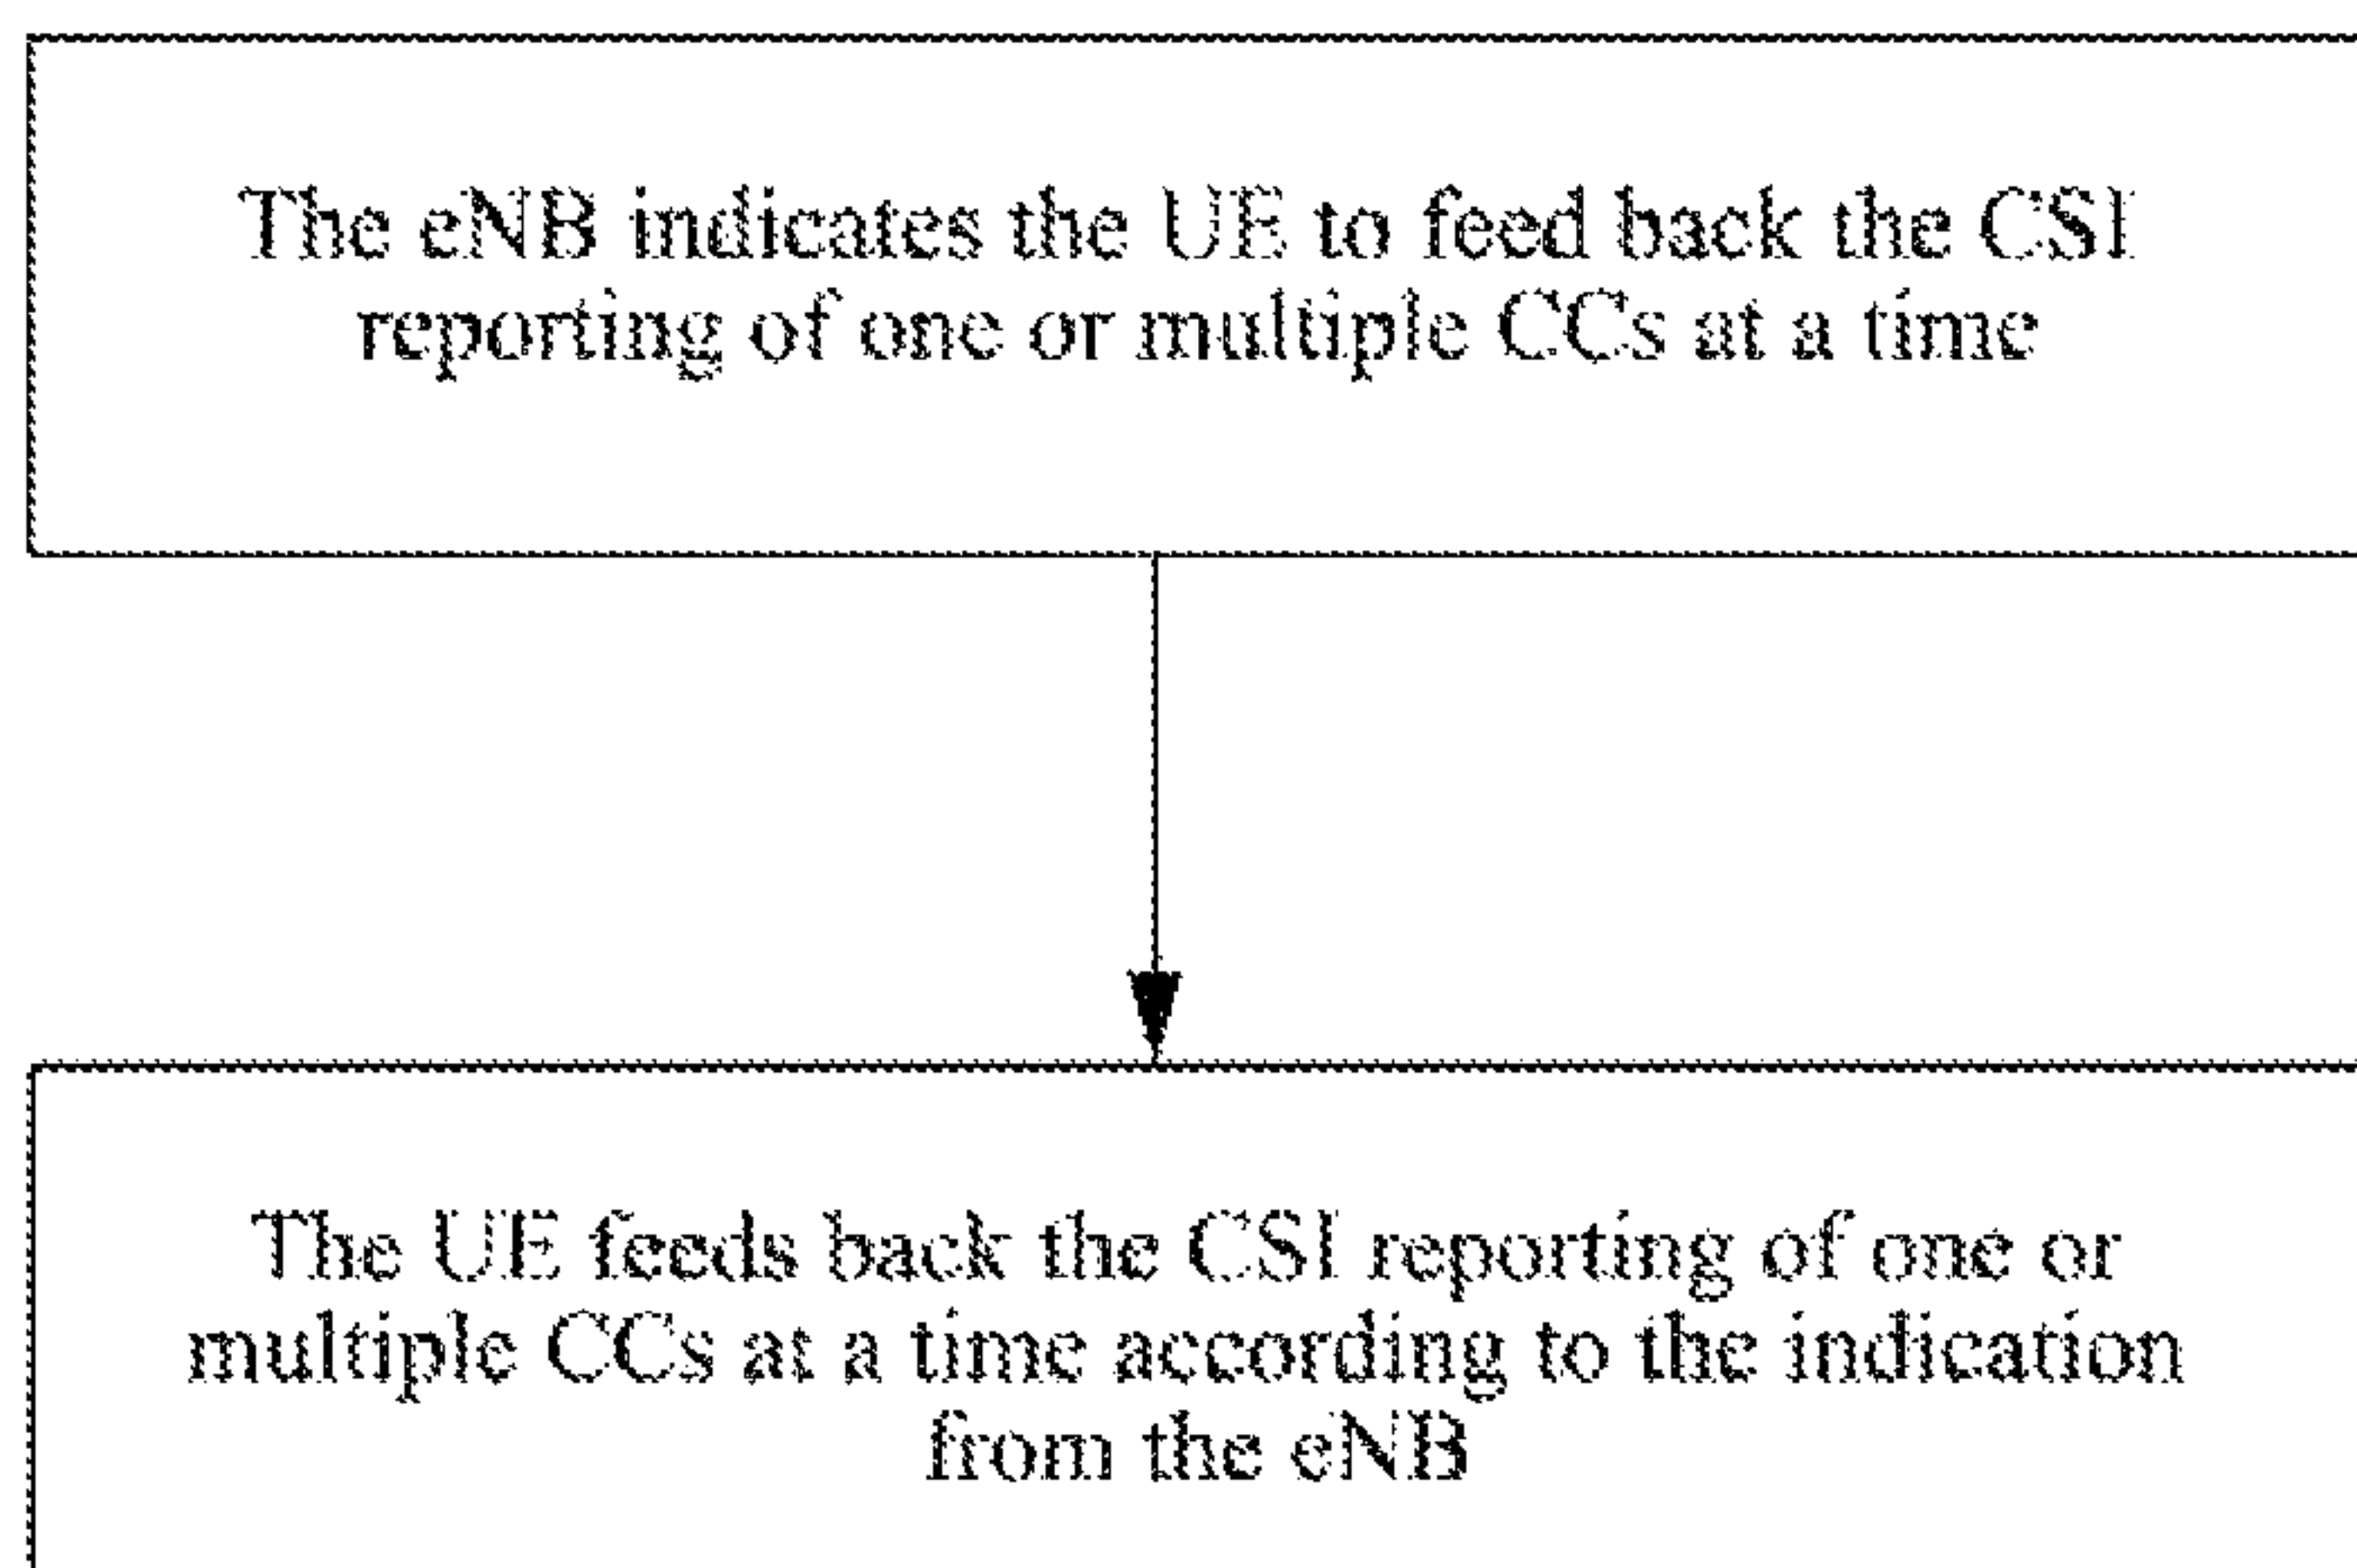 The eNB indicates the UE to feed back the CSI
reporting of one or multiple CCs at a time
The UE feeds back the CSI reporting of one or
multiple CCs at a time according to the indication
from the eNB